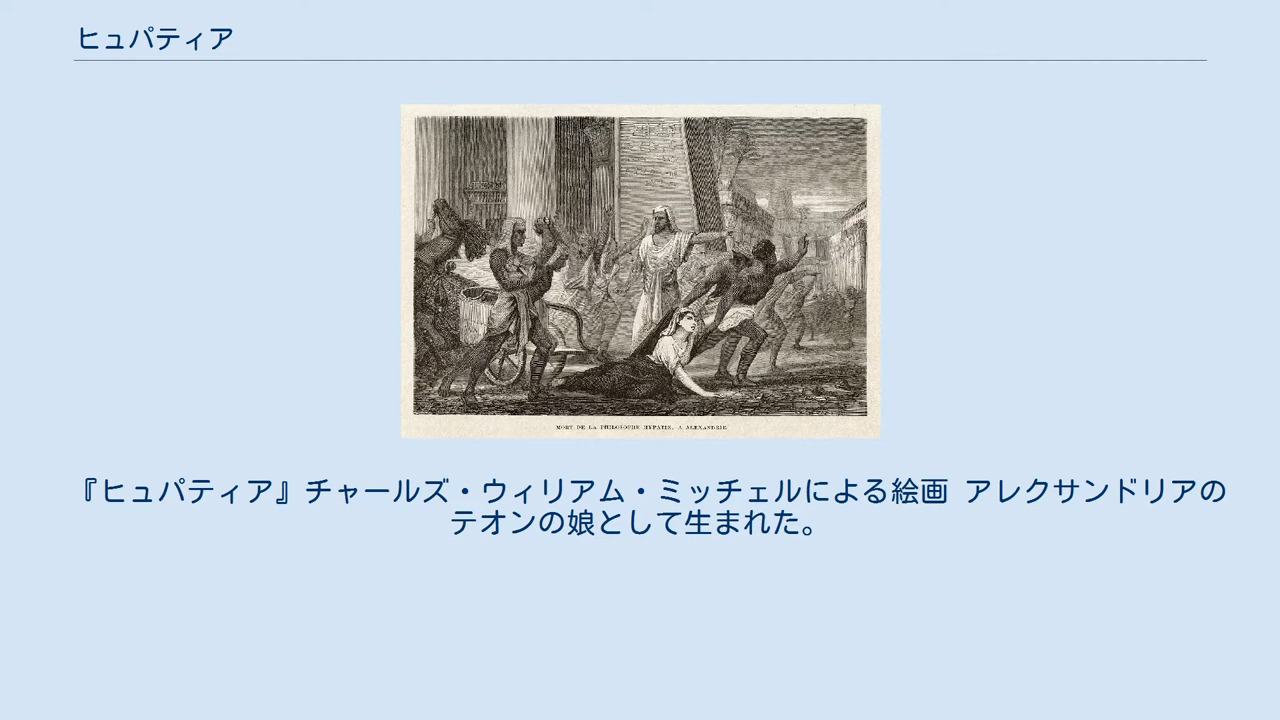 ヒュパティア
MORT DE LA PHILOSOPHE HYPATIE, A ALEXANDRIE
『ヒュパティア』チャールズ・ウィリアム・ミッチェルによる絵画 アレクサンドリアの
テオンの娘として生まれた。